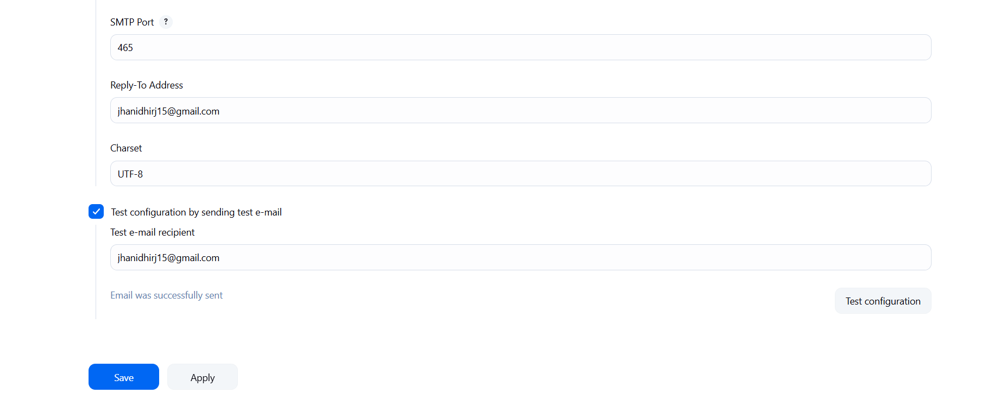 SMTP Port ?
465
Reply-To Address
jhanidhirj15@gmail.com
Charset
UTF-8
Test configuration by sending test e-mail
Test e-mail recipient
jhanidhirj15@gmail.com
Email was successfully sent
Test configuration
Save Apply